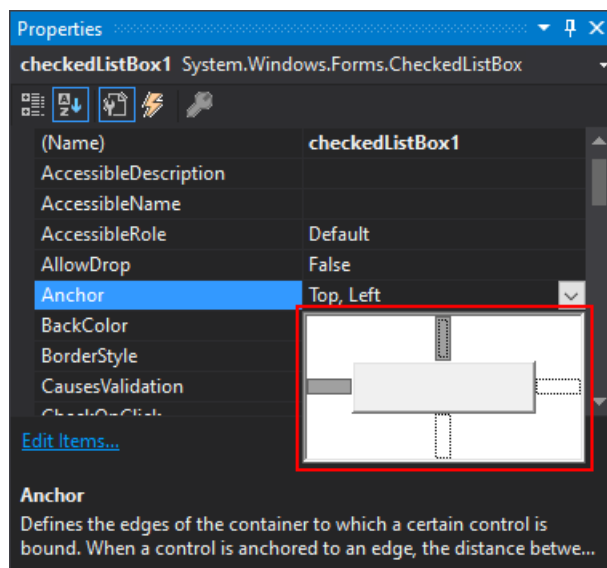 Properties
checkedListBox1 System.Windows.Forms.CheckedListBox
(Name) checkedListBox1
AccessibleDescription
AccessibleName
AccessibleRole Default
AllowDrop False
Anchor Top, Left
BackColor
BorderStyle
CausesValidation
CheckOnClick
Edit Items...
Anchor
Defines the edges of the container to which a certain control is
bound. When a control is anchored to an edge, the distance betwe...